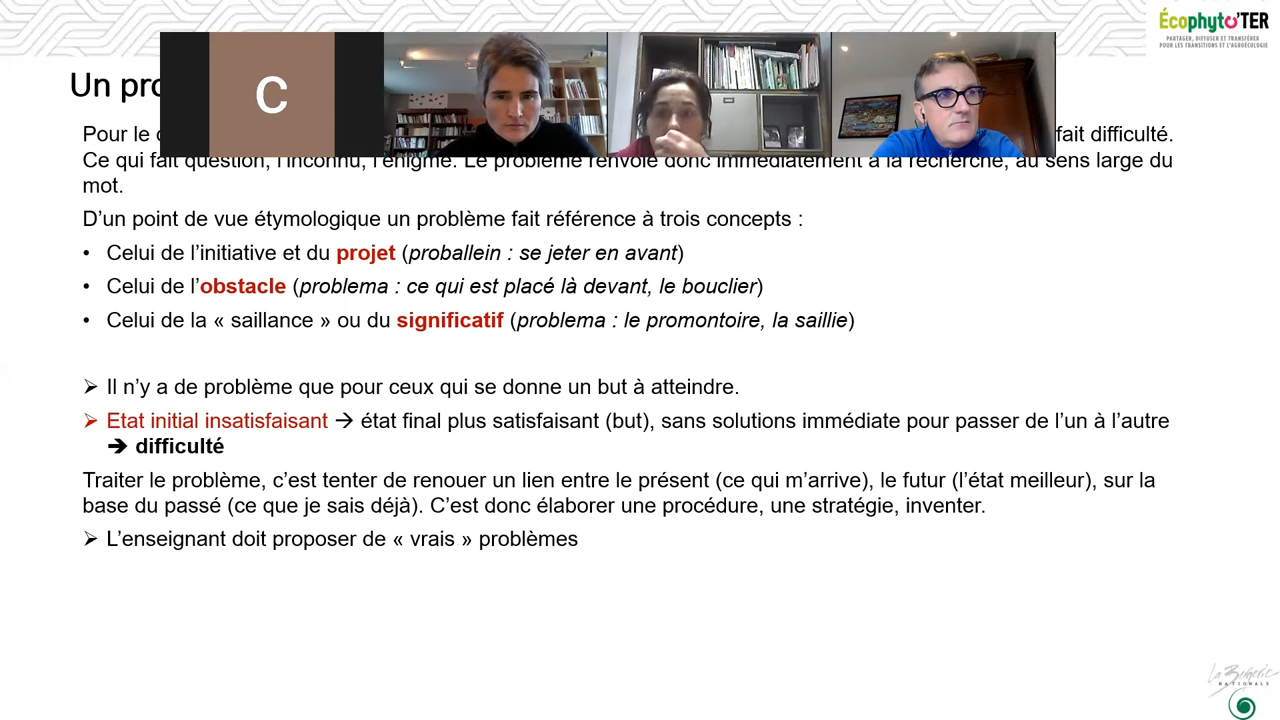 Écophyto'TER
PARTAGER, DIFFUSER ET TRANSFÉRER
POUR LES TRANSITIONS ET L'AGROÉCOLOGIE
C
Un pro
Pour le
fait difficulté.
Ce qui fait question, l'inconnu, l'énigme. Le problème renvoie donc immédiatement à la recherche, au sens large du
mot.
D'un point de vue étymologique un problème fait référence à trois concepts :
• Celui de l'initiative et du projet (proballein : se jeter en avant)
• Celui de l'obstacle (problema : ce qui est placé là devant, le bouclier)
• Celui de la « saillance » ou du significatif (problema : le promontoire, la saillie)
➢ Il n'y a de problème que pour ceux qui se donne un but à atteindre.
➢ Etat initial insatisfaisant → état final plus satisfaisant (but), sans solutions immédiate pour passer de l'un à l'autre
➔ difficulté
Traiter le problème, c'est tenter de renouer un lien entre le présent (ce qui m'arrive), le futur (l'état meilleur), sur la
base du passé (ce que je sais déjà). C'est donc élaborer une procédure, une stratégie, inventer.
➢ L'enseignant doit proposer de « vrais » problèmes
La Bergerie
NATIONALE